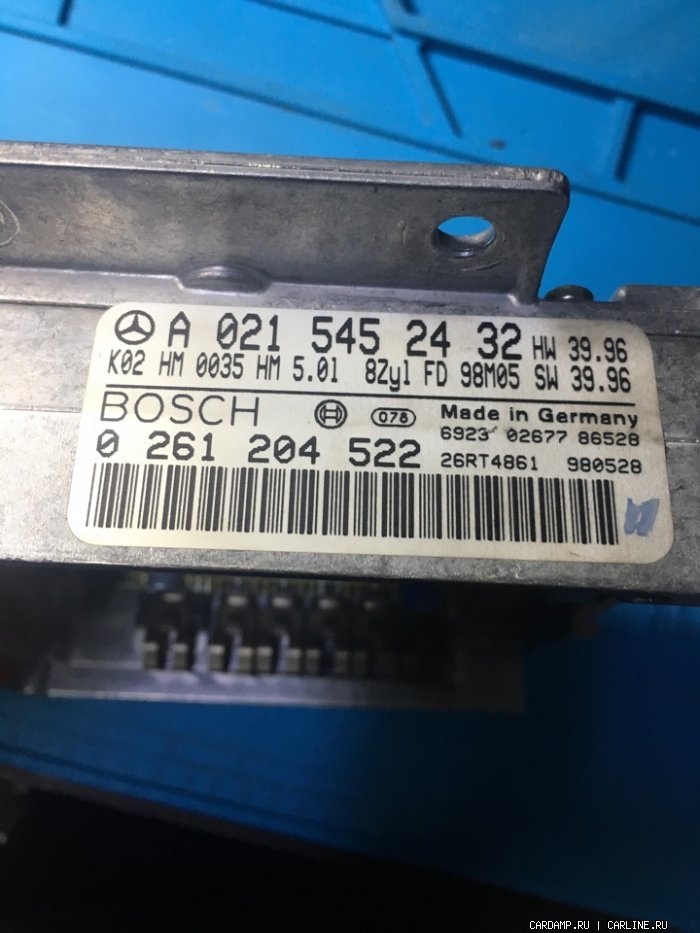 A 021 545 24 32 HW 39.96
K02 HM 0035 HM 5.0l 8Zyl FD 98M05 SW 39.96
BOSCH 078 Made in Germany
6923 02677 86528
0 261 204 522 26RT4861 980528
CARDAMP.RU | CARLINE.RU